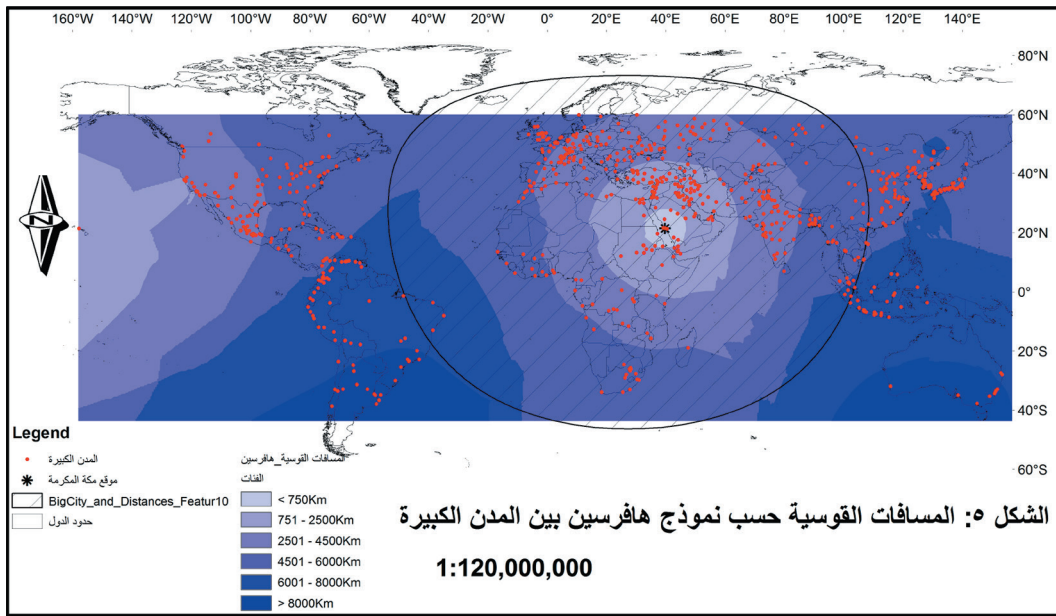 160°W 120°W 100°W 80°W 60°W 40°W 20°W 0° 20°E 40°E 60°E 80°E 100°E 120°E 140°E
80°N
60°N
40°N
20°N
0°
20°S
40°S
60°S
N
Legend
المدن الكبيرة
موقع مكة المكرمة
BigCity_and_Distances_Featur10
حدود الدول
المسافات القوسية_هافرسين
الفئات
< 750Km
751 - 2500Km
2501 - 4500Km
4501 - 6000Km
6001 - 8000Km
> 8000Km
الشكل ٥: المسافات القوسية حسب نموذج هافرسين بين المدن الكبيرة
1:120,000,000